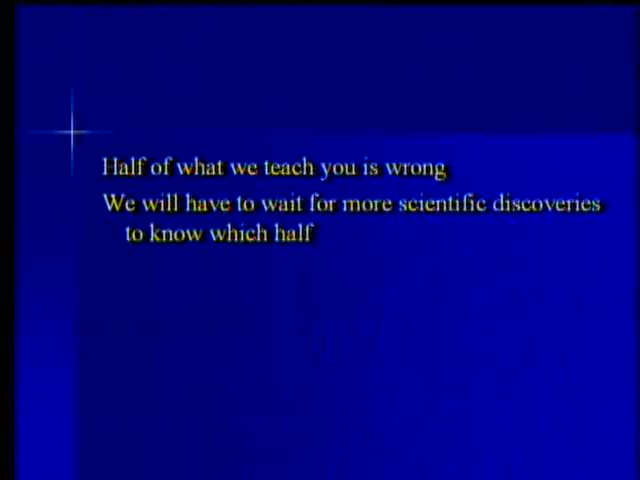 Half of what we teach you is wrong
We will have to wait for more scientific discoveries
to know which half